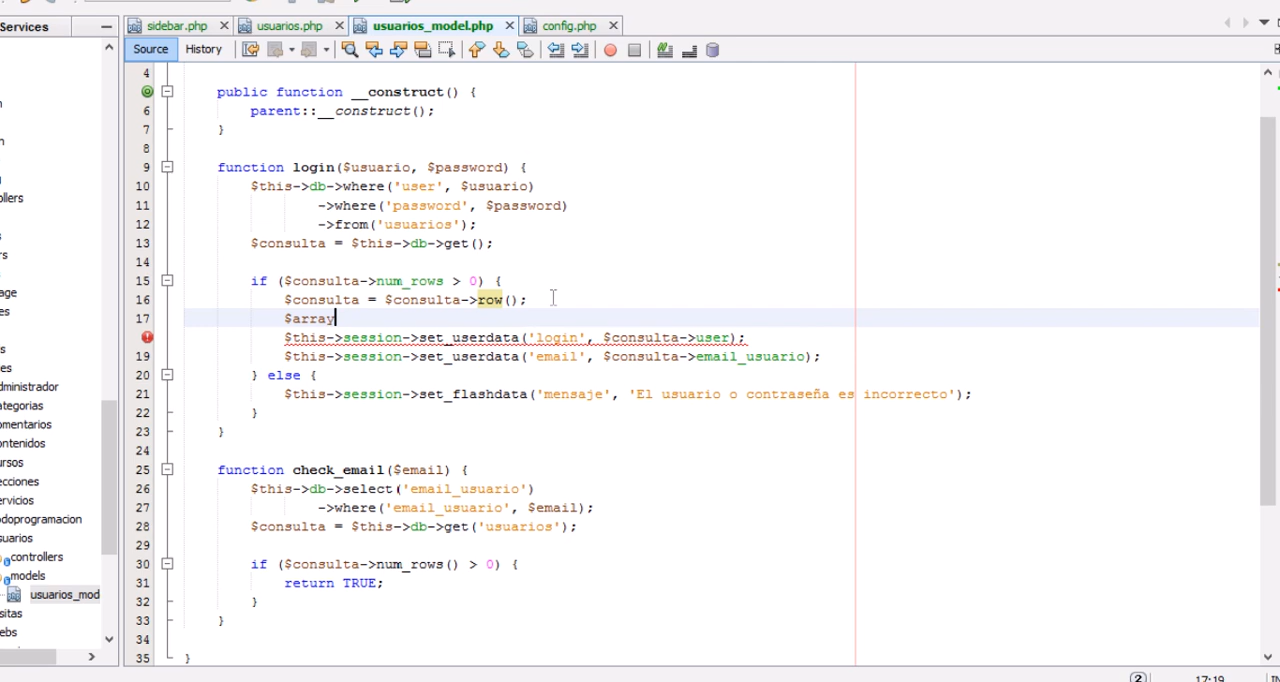 Services
sidebar.php
usuarios.php
usuarios_model.php
config.php
Source
History
4
public function __construct() {
6 parent::__construct();
7 }
8
9 function login($usuario, $password) {
10 $this->db->where('user', $usuario)
11 ->where('password', $password)
12 ->from('usuarios');
13 $consulta = $this->db->get();
14
15 if ($consulta->num_rows > 0) {
16 $consulta = $consulta->row();
17 $array
$this->session->set_userdata('login', $consulta->user);
19 $this->session->set_userdata('email', $consulta->email_usuario);
20 } else {
21 $this->session->set_flashdata('mensaje', 'El usuario o contraseña es incorrecto');
22 }
23 }
24
25 function check_email($email) {
26 $this->db->select('email_usuario')
27 ->where('email_usuario', $email);
28 $consulta = $this->db->get('usuarios');
29
30 if ($consulta->num_rows() > 0) {
31 return TRUE;
32 }
33 }
34
35 }
n
n
ollers
s
rs
age
es
s
es
dministrador
ategorias
omentarios
ontenidos
ursos
ecciones
ervicios
odoprogramacion
suarios
controllers
models
usuarios_mod
sitas
ebs
2
17:19
IN